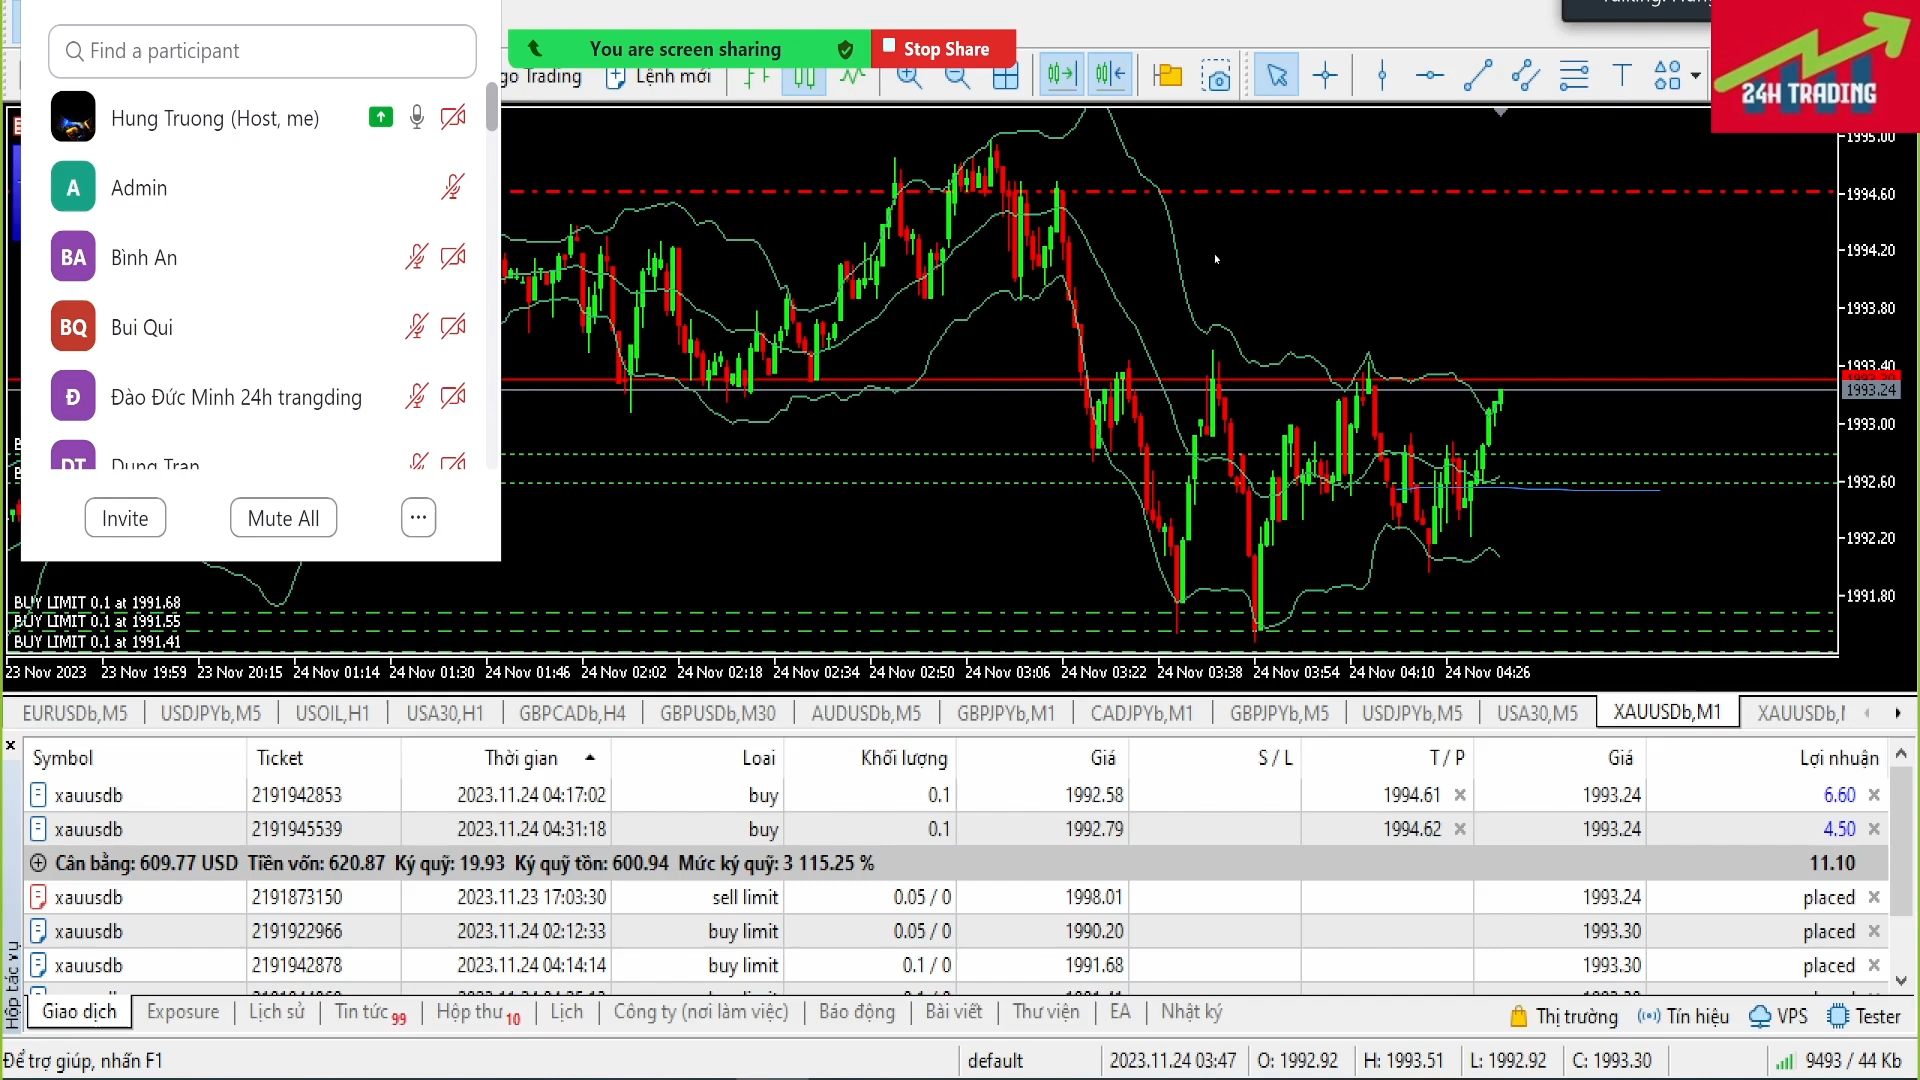 Find a participant
You are screen sharing
Stop Share
Trading
Lệnh mới
24H TRADING
Hung Truong (Host, me)
A Admin
BA Bình An
BQ Bui Qui
Đ Đào Đức Minh 24h trangding
DT Dung Tran
Invite
Mute All
1995.00
1994.60
1994.20
1993.80
1993.40
1993.24
1993.00
1992.60
1992.20
1991.80
BUY LIMIT 0.1 at 1991.68
BUY LIMIT 0.1 at 1991.55
BUY LIMIT 0.1 at 1991.41
23 Nov 2023 23 Nov 19:59 23 Nov 20:15 24 Nov 01:14 24 Nov 01:30 24 Nov 01:46 24 Nov 02:02 24 Nov 02:18 24 Nov 02:34 24 Nov 02:50 24 Nov 03:06 24 Nov 03:22 24 Nov 03:38 24 Nov 03:54 24 Nov 04:10 24 Nov 04:26
EURUSDb,M5 USDJPYb,M5 USOIL,H1 USA30,H1 GBPCADb,H4 GBPUSDb,M30 AUDUSDb,M5 GBPJPYb,M1 CADJPYb,M1 GBPJPYb,M5 USDJPYb,M5 USA30,M5 XAUUSDb,M1 XAUUSDb,
Symbol Ticket Thời gian Loai Khối lượng Giá S / L T / P Giá Lợi nhuận
xauusdb 2191942853 2023.11.24 04:17:02 buy 0.1 1992.58 1994.61 1993.24 6.60
xauusdb 2191945539 2023.11.24 04:31:18 buy 0.1 1992.79 1994.62 1993.24 4.50
Cân bằng: 609.77 USD Tiền vốn: 620.87 Ký quỹ: 19.93 Ký quỹ tồn: 600.94 Mức ký quỹ: 3 115.25 % 11.10
xauusdb 2191873150 2023.11.23 17:03:30 sell limit 0.05 / 0 1998.01 1993.24 placed
xauusdb 2191922966 2023.11.24 02:12:33 buy limit 0.05 / 0 1990.20 1993.30 placed
xauusdb 2191942878 2023.11.24 04:14:14 buy limit 0.1 / 0 1991.68 1993.30 placed
Hộp tác vụ
Giao dịch Exposure Lịch sử Tin tức 99 Hộp thư 10 Lịch Công ty (nơi làm việc) Báo động Bài viết Thư viện EA Nhật ký
Thị trường Tín hiệu VPS Tester
Để trợ giúp, nhấn F1 default 2023.11.24 03:47 O: 1992.92 H: 1993.51 L: 1992.92 C: 1993.30 9493 / 44 Kb